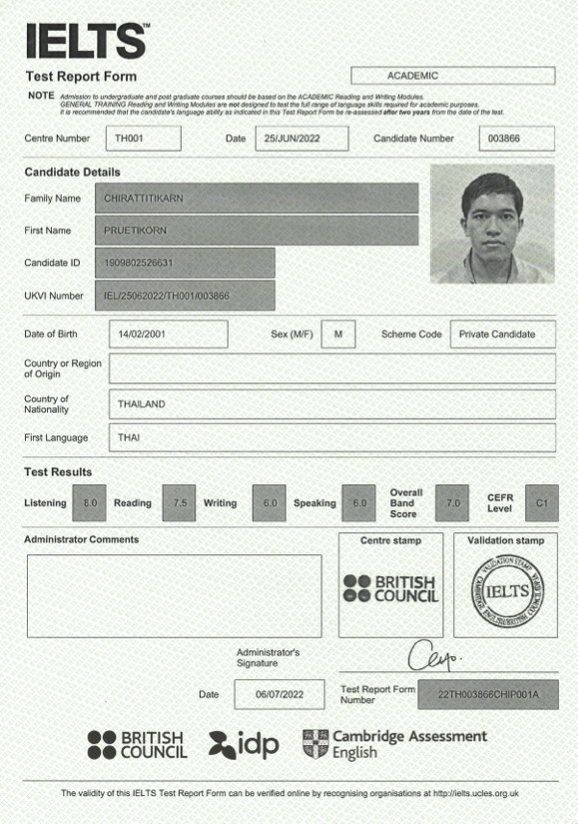 IELTS™
Test Report Form
ACADEMIC
NOTE Admission to undergraduate and post graduate courses should be based on the ACADEMIC Reading and Writing Modules.
GENERAL TRAINING Reading and Writing Modules are not designed to test the full range of language skills required for academic purposes.
It is recommended that the candidate's language ability as indicated in this Test Report Form be re-assessed after two years from the date of the test.
Centre Number TH001 Date 25/JUN/2022 Candidate Number 003866
Candidate Details
Family Name CHIRATTITIKARN
First Name PRUETIKORN
Candidate ID 1909802526631
UKVI Number IEL/25062022/TH001/003866
Date of Birth 14/02/2001 Sex (M/F) M Scheme Code Private Candidate
Country or Region
of Origin
Country of
Nationality THAILAND
First Language THAI
Test Results
Listening 8.0 Reading 7.5 Writing 6.0 Speaking 6.0 Overall Band Score 7.0 CEFR Level C1
Administrator Comments
Centre stamp
BRITISH
COUNCIL
Validation stamp
IELTS
Administrator's
Signature
Date 06/07/2022
Test Report Form
Number 22TH003866CHIP001A
BRITISH
COUNCIL
idp
Cambridge Assessment
English
The validity of this IELTS Test Report Form can be verified online by recognising organisations at http://ielts.ucles.org.uk